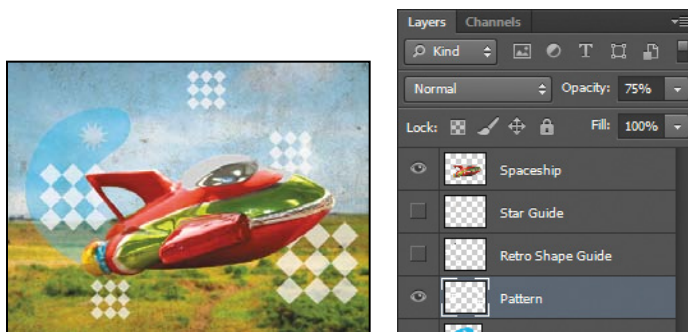 Layers Channels
Kind
Normal Opacity: 75%
Lock: Fill: 100%
Spaceship
Star Guide
Retro Shape Guide
Pattern